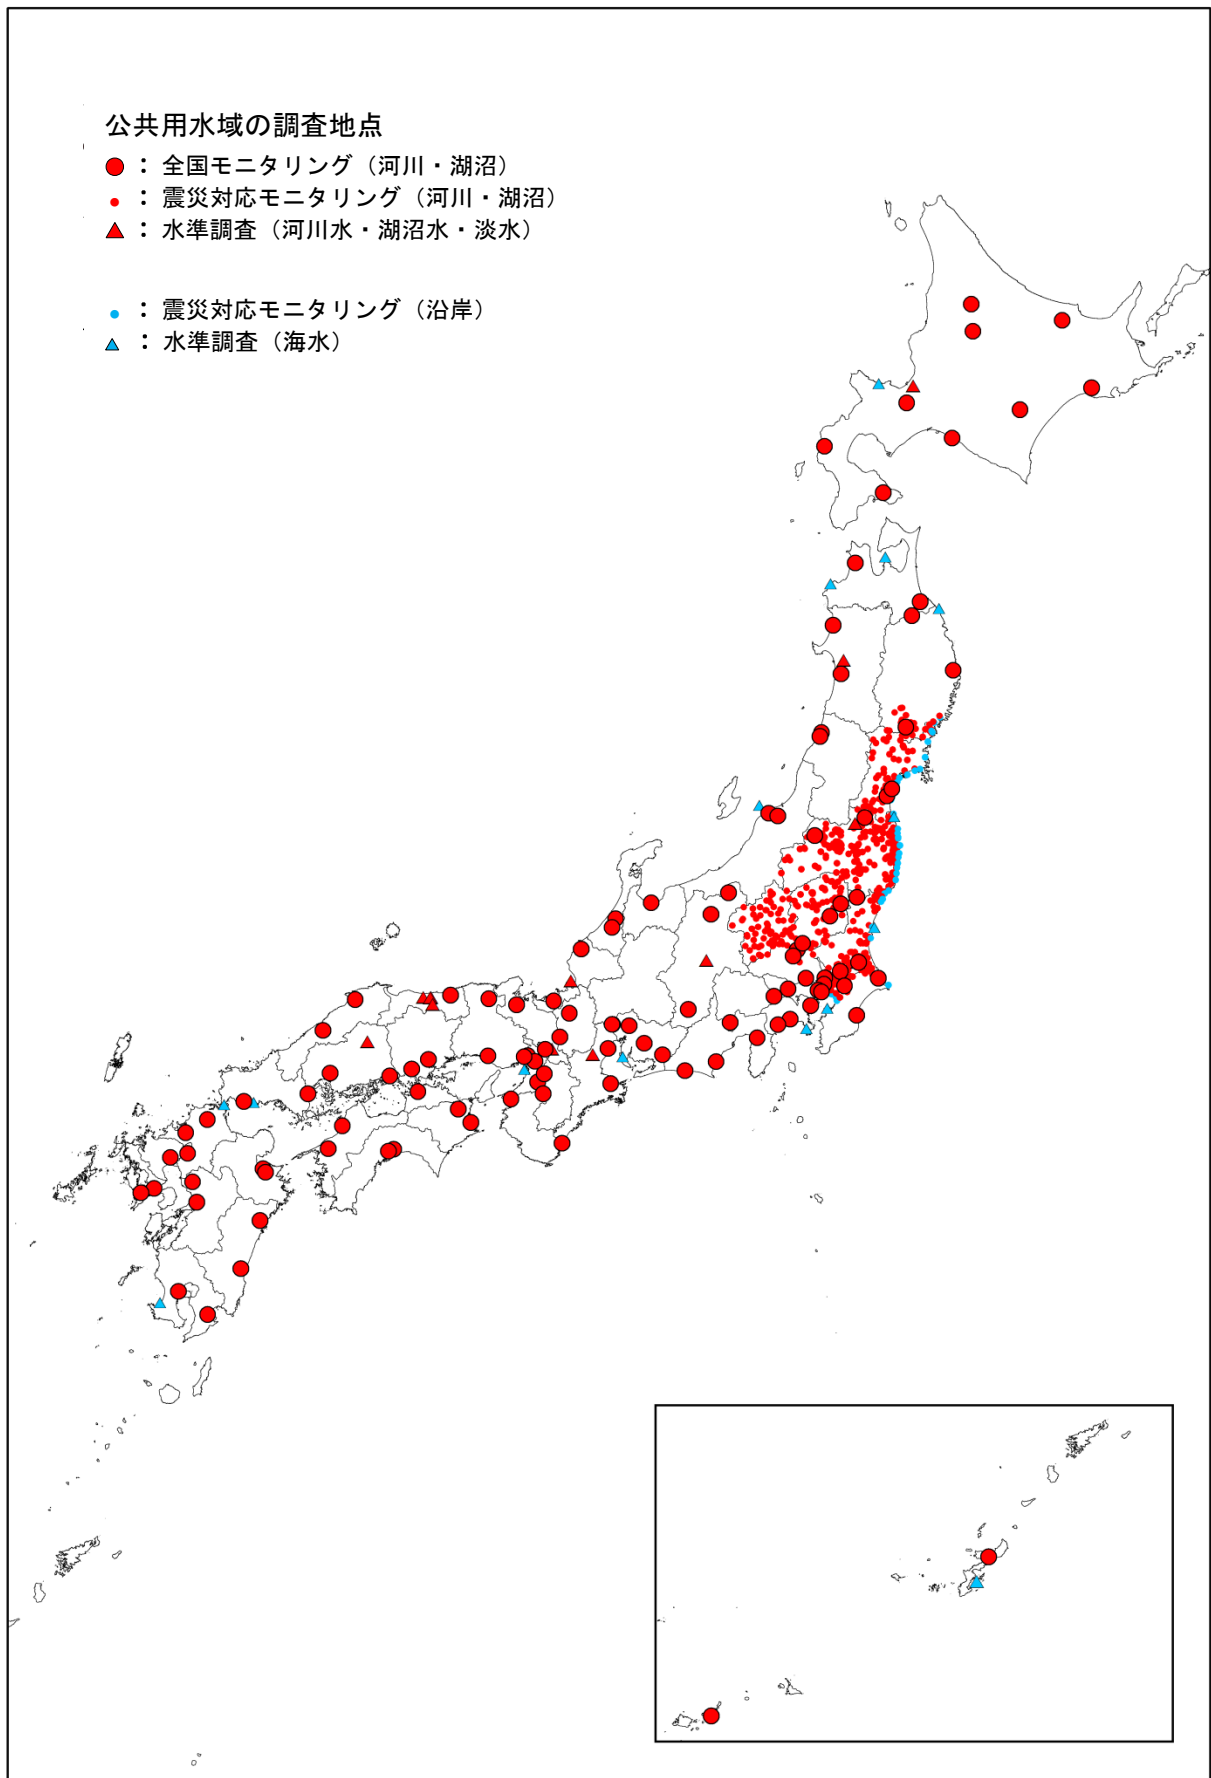 公共用水域の調査地点
：全国モニタリング（河川・湖沼）
：震災対応モニタリング（河川・湖沼）
：水準調査（河川水・湖沼水・淡水）
：震災対応モニタリング（沿岸）
：水準調査（海水）